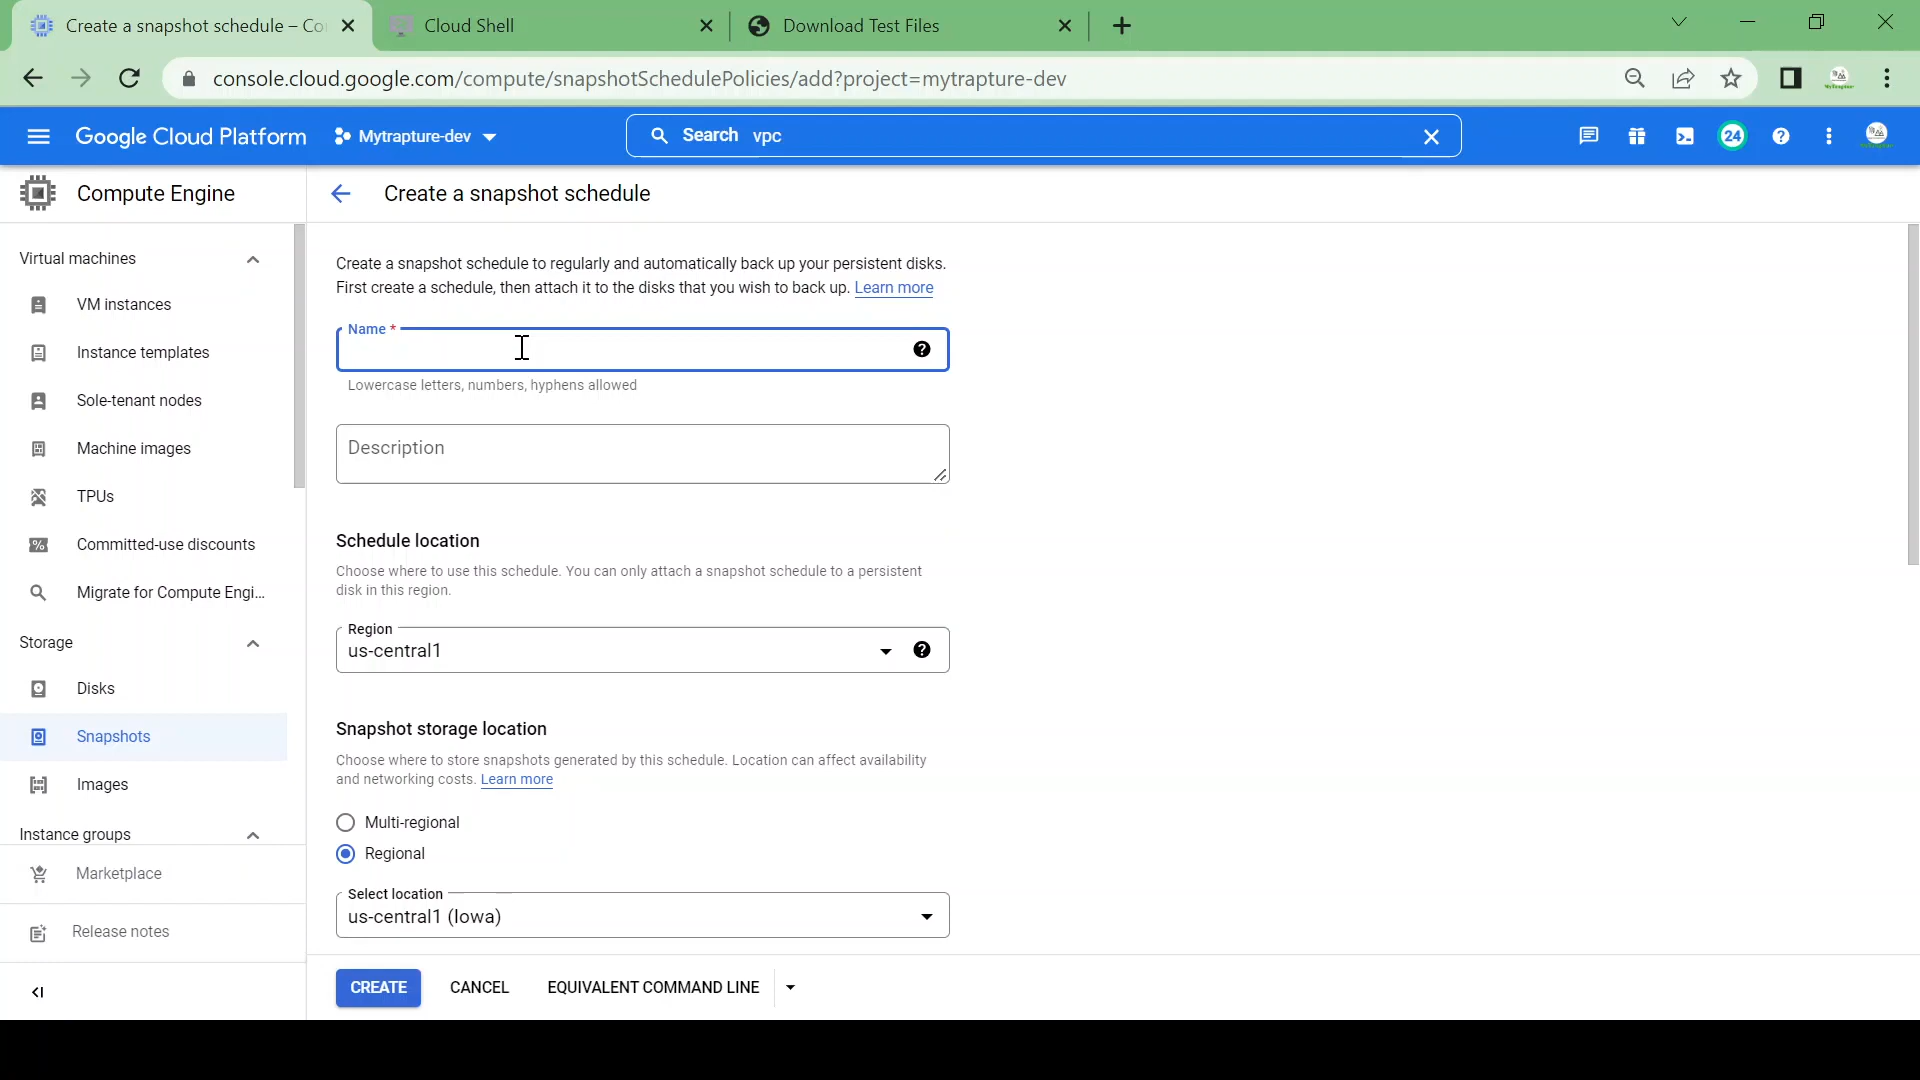 Create a snapshot schedule – Co
Cloud Shell
Download Test Files
console.cloud.google.com/compute/snapshotSchedulePolicies/add?project=mytrapture-dev
Google Cloud Platform
Mytrapture-dev
Search vpc
24
Compute Engine
Create a snapshot schedule
Virtual machines
VM instances
Instance templates
Sole-tenant nodes
Machine images
TPUs
Committed-use discounts
Migrate for Compute Engi...
Storage
Disks
Snapshots
Images
Instance groups
Marketplace
Release notes
Create a snapshot schedule to regularly and automatically back up your persistent disks.
First create a schedule, then attach it to the disks that you wish to back up. Learn more
Name *
Lowercase letters, numbers, hyphens allowed
Description
Schedule location
Choose where to use this schedule. You can only attach a snapshot schedule to a persistent
disk in this region.
Region
us-central1
Snapshot storage location
Choose where to store snapshots generated by this schedule. Location can affect availability
and networking costs. Learn more
Multi-regional
Regional
Select location
us-central1 (Iowa)
CREATE
CANCEL
EQUIVALENT COMMAND LINE